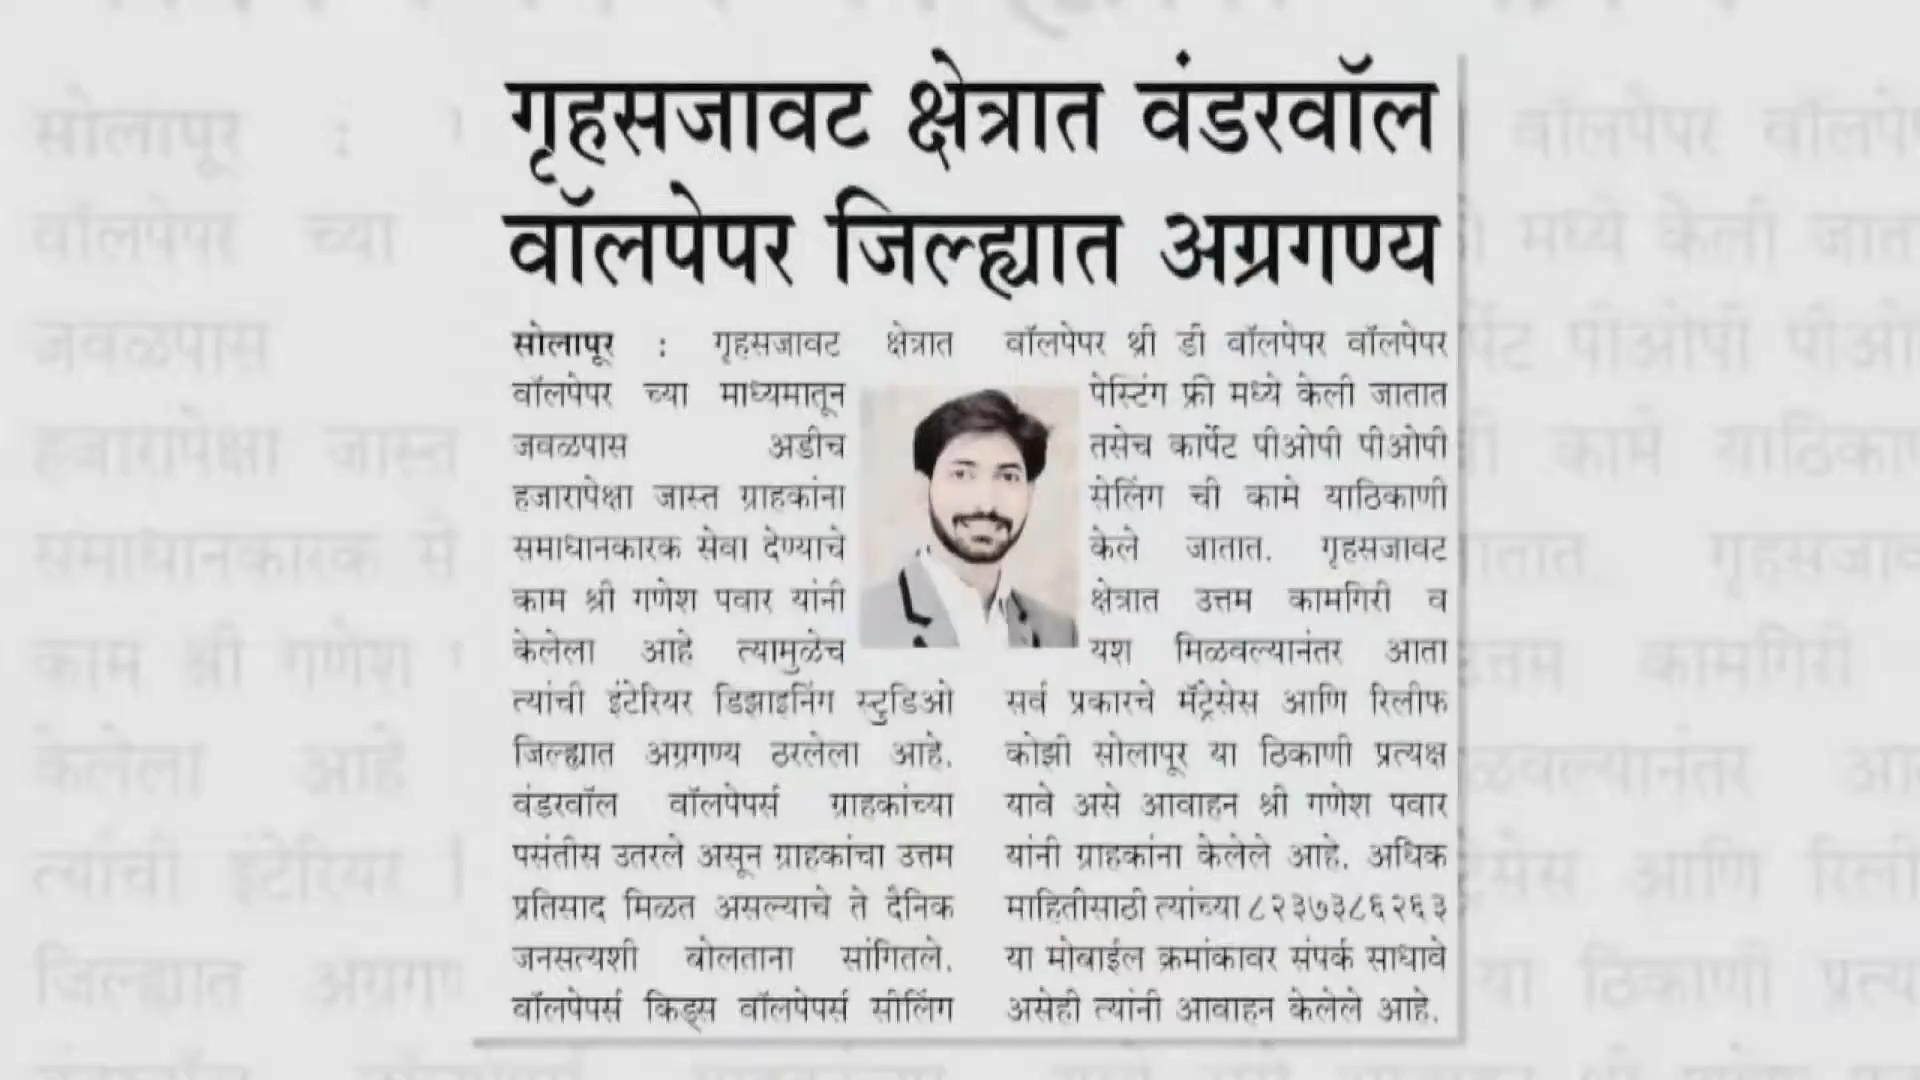 गृहसजावट क्षेत्रात वंडरवॉल
वॉलपेपर जिल्ह्यात अग्रगण्य
सोलापूर : गृहसजावट क्षेत्रात
वॉलपेपर च्या माध्यमातून
जवळपास अडीच
हजारापेक्षा जास्त ग्राहकांना
समाधानकारक सेवा देण्याचे
काम श्री गणेश पवार यांनी
केलेला आहे त्यामुळेच
त्यांची इंटेरियर डिझाइनिंग स्टुडिओ
जिल्ह्यात अग्रगण्य ठरलेला आहे.
वंडरवॉल वॉलपेपर्स ग्राहकांच्या
पसंतीस उतरले असून ग्राहकांचा उत्तम
प्रतिसाद मिळत असल्याचे ते दैनिक
जनसत्यशी बोलताना सांगितले.
वॉलपेपर्स किड्स वॉलपेपर्स सीलिंग
वॉलपेपर थ्री डी वॉलपेपर वॉलपेपर
पेस्टिंग फ्री मध्ये केली जातात
तसेच कार्पेट पीओपी पीओपी
सेलिंग ची कामे याठिकाणी
केले जातात. गृहसजावट
क्षेत्रात उत्तम कामगिरी व
यश मिळवल्यानंतर आता
सर्व प्रकारचे मॅट्रेसेस आणि रिलीफ
कोझी सोलापूर या ठिकाणी प्रत्यक्ष
यावे असे आवाहन श्री गणेश पवार
यांनी ग्राहकांना केलेले आहे. अधिक
माहितीसाठी त्यांच्या ८२३७३८६२६३
या मोबाईल क्रमांकावर संपर्क साधावे
असेही त्यांनी आवाहन केलेले आहे.